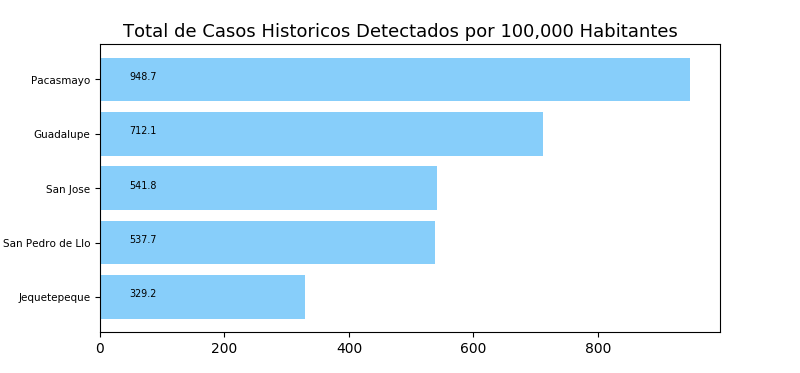 Total de Casos Historicos Detectados por 100,000 Habitantes
Pacasmayo 948.7
Guadalupe 712.1
San Jose 541.8
San Pedro de Llo 537.7
Jequetepeque 329.2
0 200 400 600 800